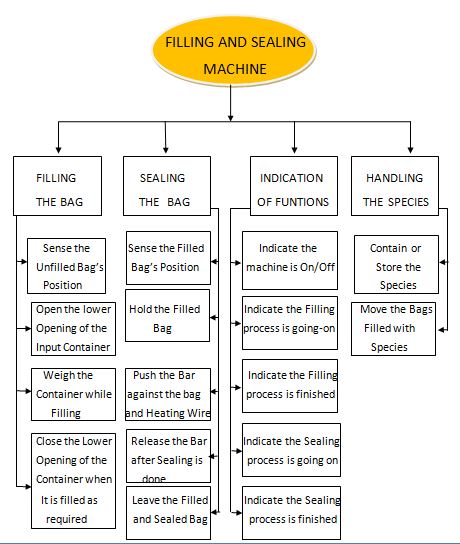 FILLING AND SEALING
MACHINE
FILLING
THE BAG
SEALING
THE BAG
INDICATION
OF FUNTIONS
HANDLING
THE SPECIES
Sense the
Unfilled Bag's
Position
Open the lower
Opening of the
Input Container
Weigh the
Container while
Filling
Close the Lower
Opening of the
Container when
It is filled as
required
Sense the Filled
Bag's Position
Hold the Filled
Bag
Push the Bar
against the bag
and Heating Wire
Release the Bar
after Sealing is
done
Leave the Filled
and Sealed Bag
Indicate the
machine is On/Off
Indicate the Filling
process is going-on
Indicate the Filling
process is finished
Indicate the Sealing
process is going on
Indicate the Sealing
process is finished
Contain or
Store the
Species
Move the Bags
Filled with
Species